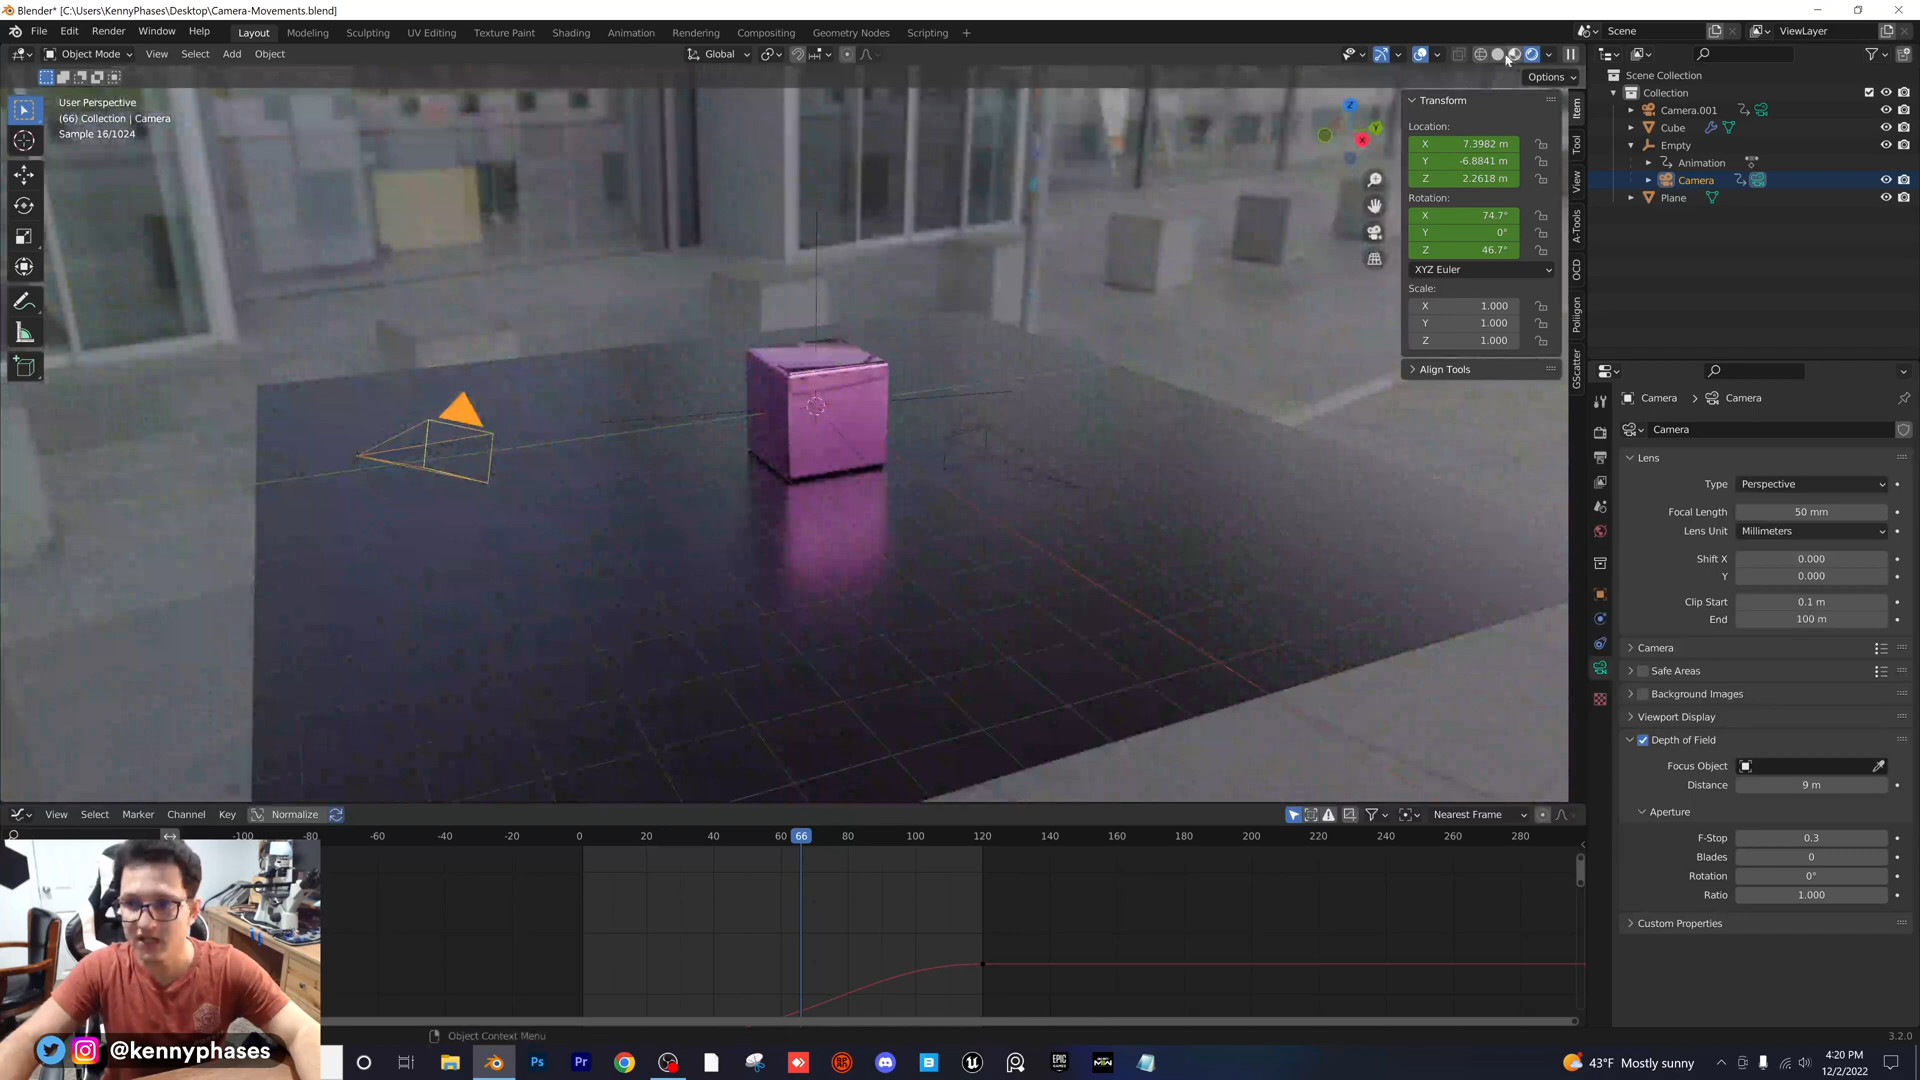 Blender* [C:\Users\KennyPhases\Desktop\Camera-Movements.blend]
File Edit Render Window Help Layout Modeling Sculpting UV Editing Texture Paint Shading Animation Rendering Compositing Geometry Nodes Scripting + Scene ViewLayer
Object Mode View Select Add Object Global
Options
User Perspective
(66) Collection | Camera
Sample 16/1024
Z
Y
X
Transform
Location:
X 7.3982 m
Y -6.8841 m
Z 2.2618 m
Rotation:
X 74.7°
Y 0°
Z 46.7°
XYZ Euler
Scale:
X 1.000
Y 1.000
Z 1.000
Align Tools
Item
Tool
View
A-Tools
OCD
Poliigon
GScatter
Scene Collection
Collection
Camera.001
Cube
Empty
Animation
Camera
Plane
Camera > Camera
Camera
Lens
Type Perspective
Focal Length 50 mm
Lens Unit Millimeters
Shift X 0.000
Y 0.000
Clip Start 0.1 m
End 100 m
Camera
Safe Areas
Background Images
Viewport Display
Depth of Field
Focus Object
Distance 9 m
Aperture
F-Stop 0.3
Blades 0
Rotation 0°
Ratio 1.000
Custom Properties
View Select Marker Channel Key Normalize Nearest Frame
-100 -80 -60 -40 -20 0 20 40 60 66 80 100 120 140 160 180 200 220 240 260 280
Object Context Menu
3.2.0
@kennyphases
Ps
Pr
B
EPIC GAMES
43°F Mostly sunny
4:20 PM
12/2/2022